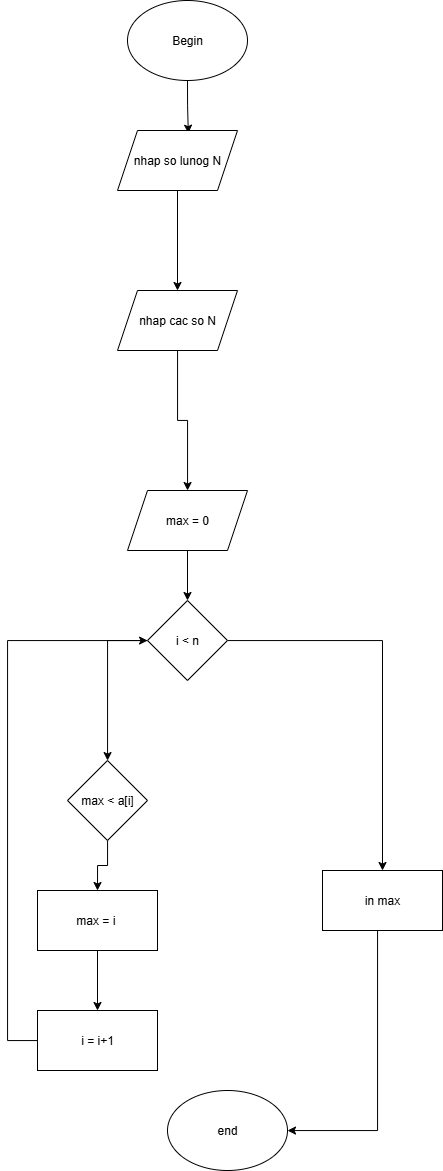 Begin
nhap so lunog N
nhap cac so N
max = 0
i < n
max < a[i]
max = i
in max
i = i+1
end